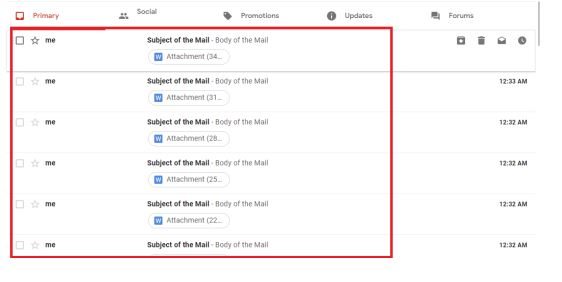 Primary Social Promotions Updates Forums
me Subject of the Mail - Body of the Mail
W Attachment (34...
me Subject of the Mail - Body of the Mail 12:33 AM
W Attachment (31...
me Subject of the Mail - Body of the Mail 12:32 AM
W Attachment (28...
me Subject of the Mail - Body of the Mail 12:32 AM
W Attachment (25...
me Subject of the Mail - Body of the Mail 12:32 AM
W Attachment (22...
me Subject of the Mail - Body of the Mail 12:32 AM